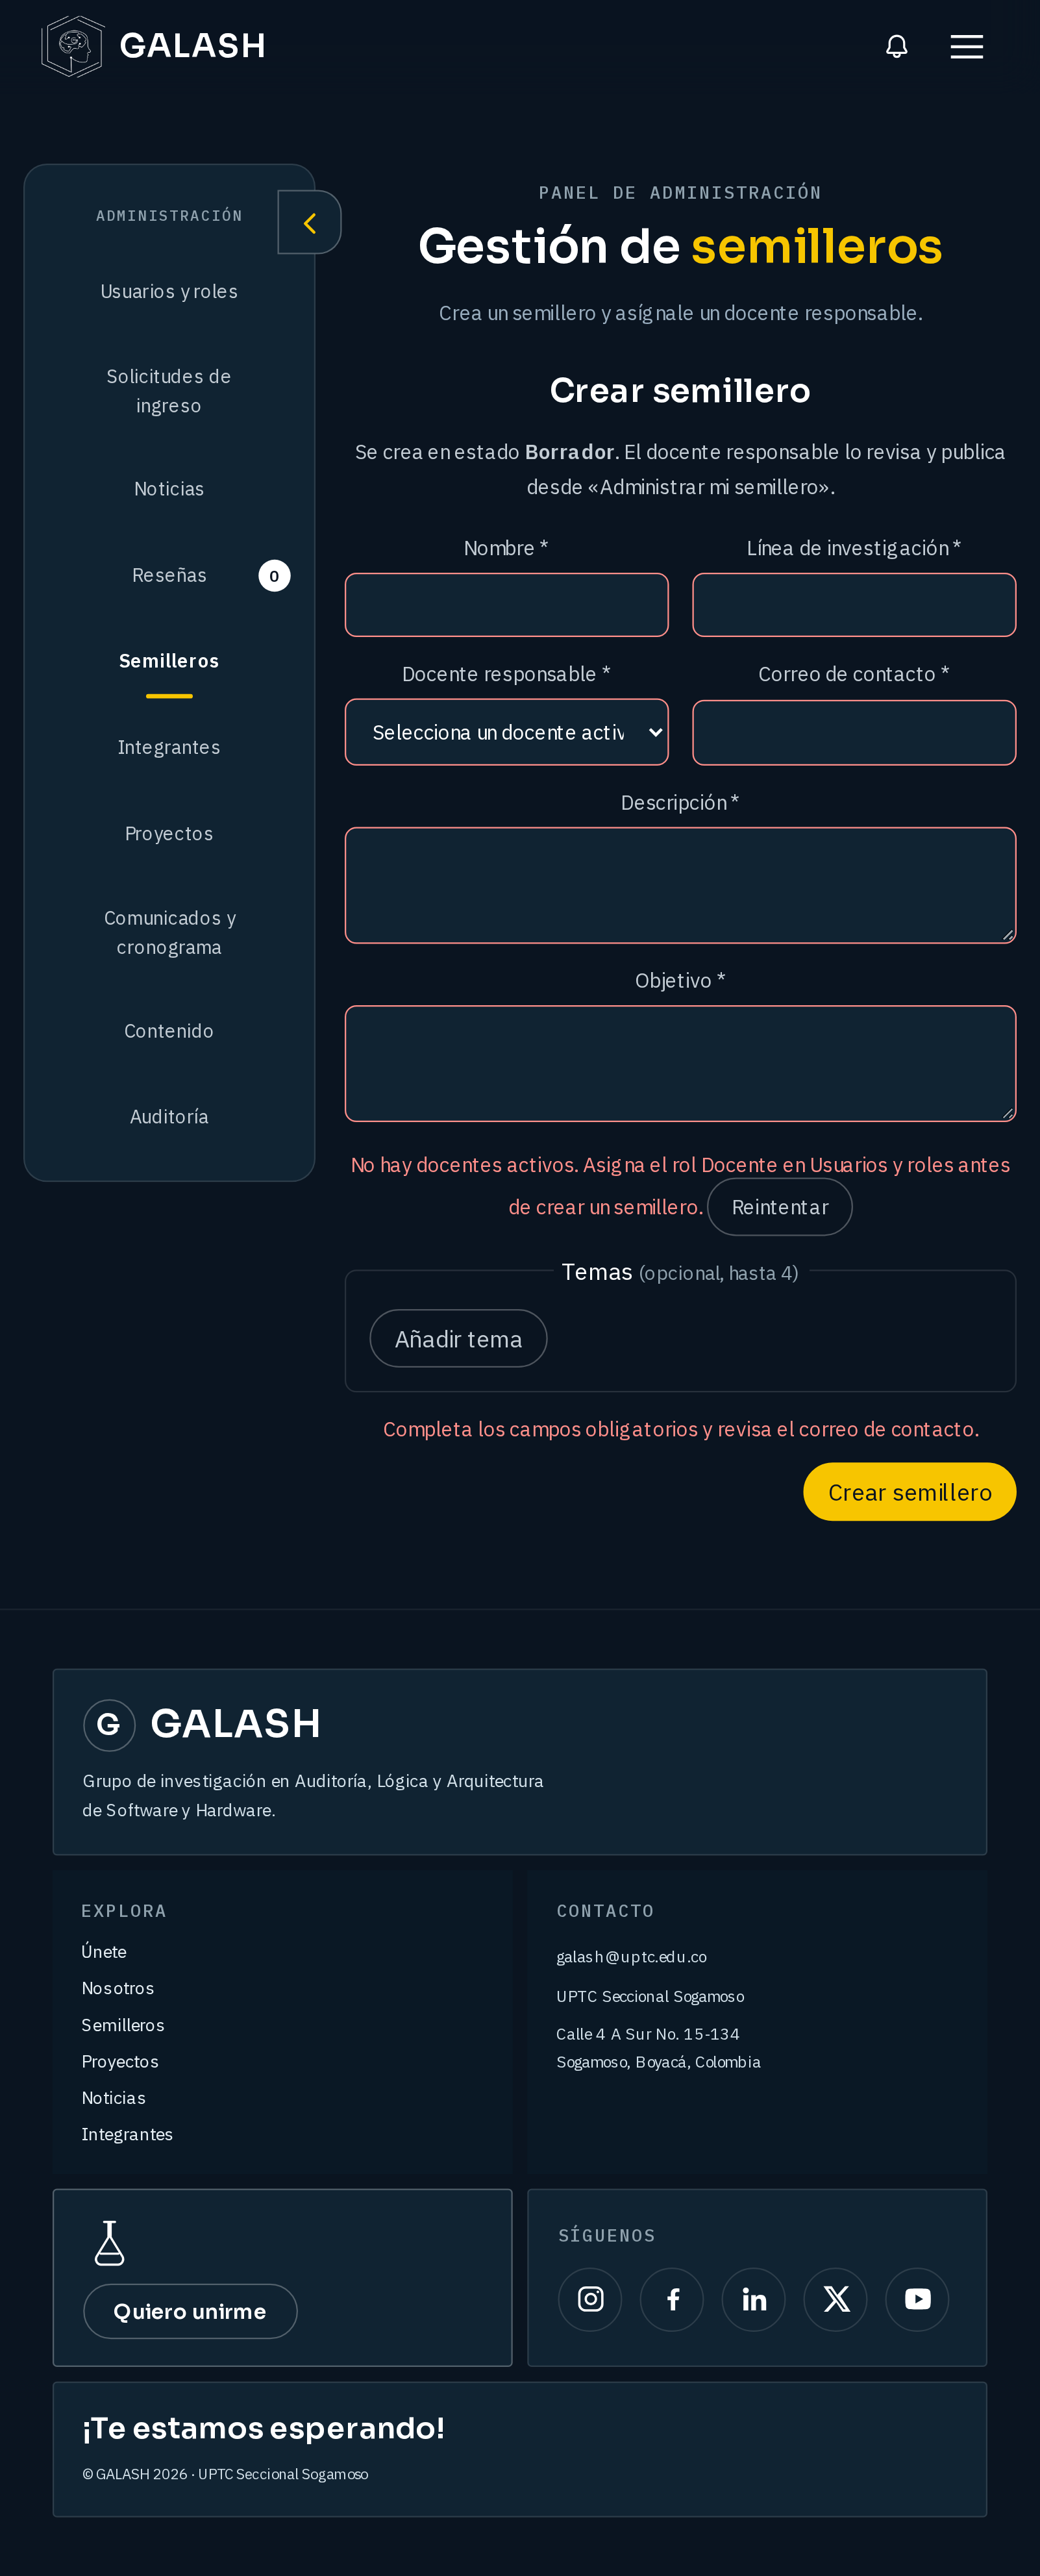 GALASH
ADMINISTRACIÓN
Usuarios y roles
Solicitudes de
ingreso
Noticias
Reseñas
0
Semilleros
Integrantes
Proyectos
Comunicados y
cronograma
Contenido
Auditoría
PANEL DE ADMINISTRACIÓN
Gestión de semilleros
Crea un semillero y asígnale un docente responsable.
Crear semillero
Se crea en estado Borrador. El docente responsable lo revisa y publica
desde «Administrar mi semillero».
Nombre *
Línea de investigación *
Docente responsable *
Correo de contacto *
Selecciona un docente activ
Descripción *
Objetivo *
No hay docentes activos. Asigna el rol Docente en Usuarios y roles antes
de crear un semillero. Reintentar
Temas (opcional, hasta 4)
Añadir tema
Completa los campos obligatorios y revisa el correo de contacto.
Crear semillero
G GALASH
Grupo de investigación en Auditoría, Lógica y Arquitectura
de Software y Hardware.
EXPLORA
Únete
Nosotros
Semilleros
Proyectos
Noticias
Integrantes
CONTACTO
galash@uptc.edu.co
UPTC Seccional Sogamoso
Calle 4 A Sur No. 15-134
Sogamoso, Boyacá, Colombia
Quiero unirme
SÍGUENOS
¡Te estamos esperando!
© GALASH 2026 · UPTC Seccional Sogamoso